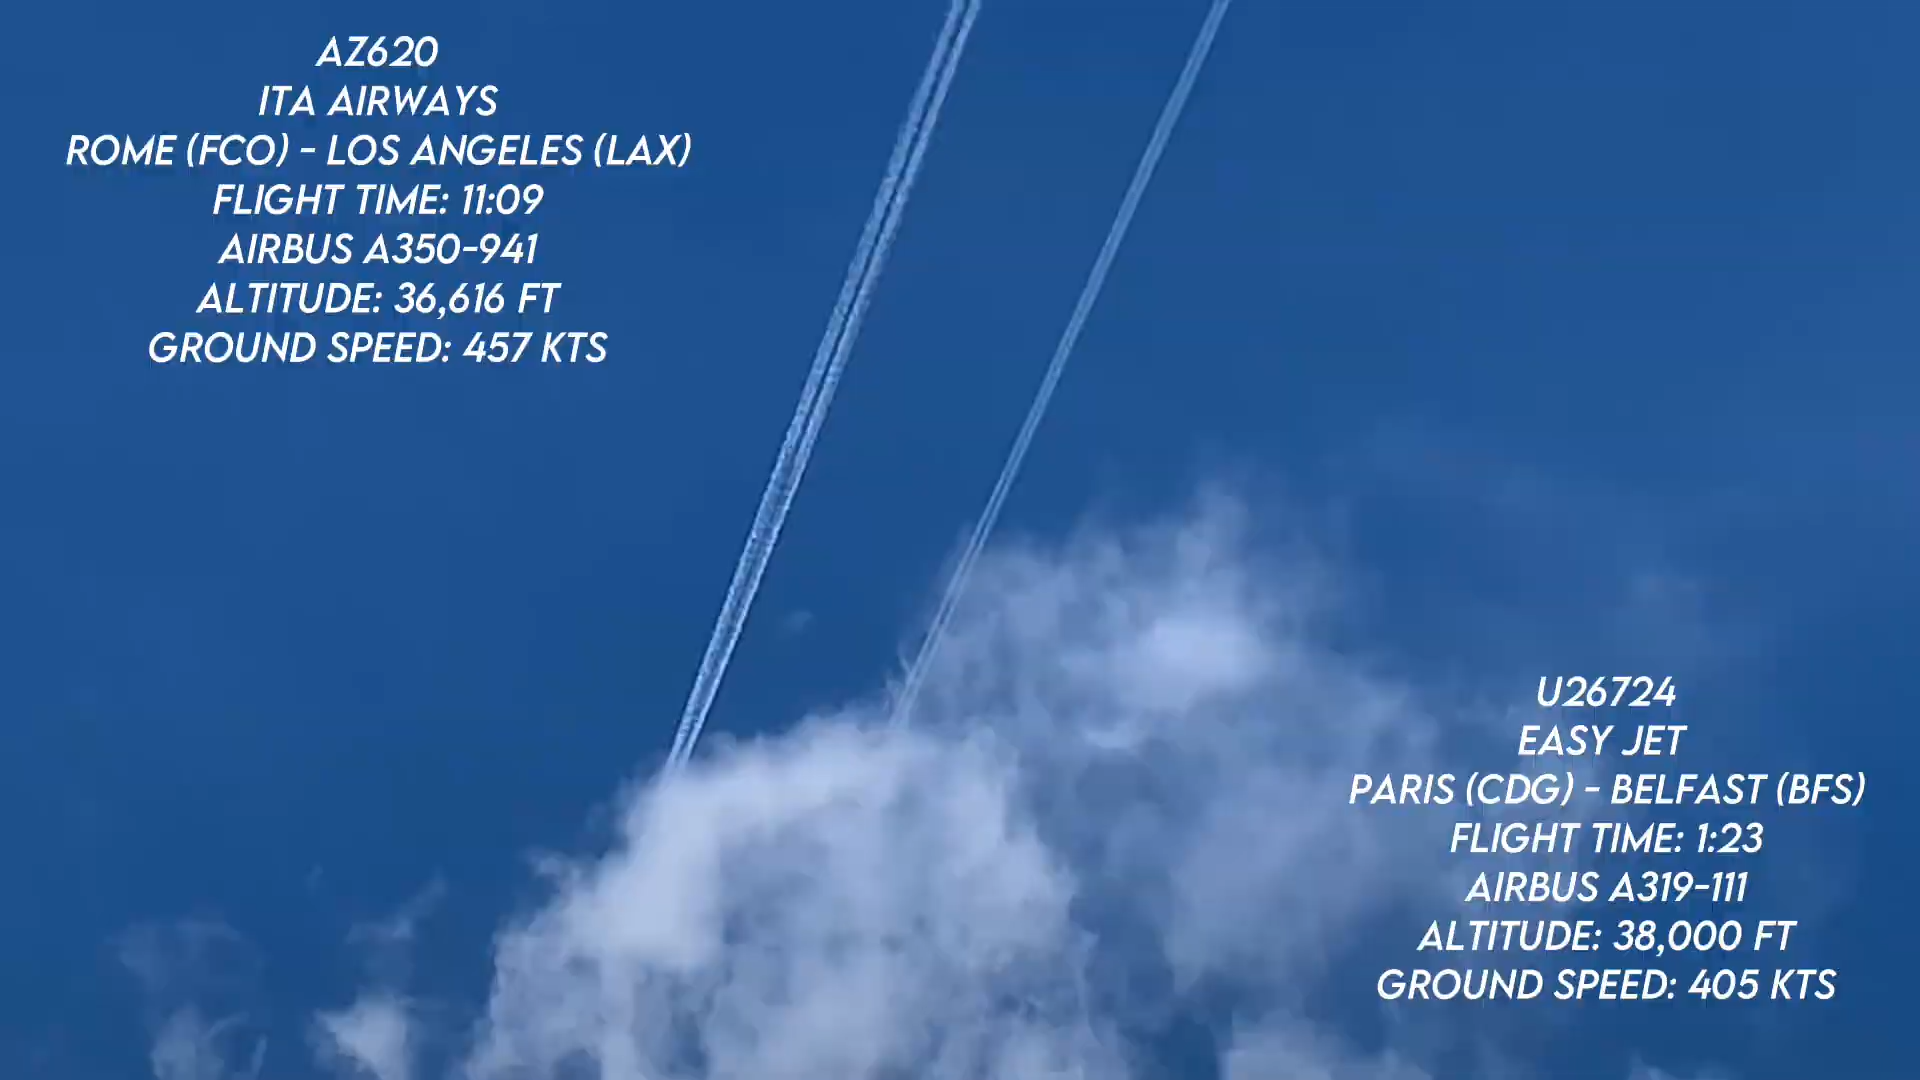 AZ620
ITA AIRWAYS
ROME (FCO) - LOS ANGELES (LAX)
FLIGHT TIME: 11:09
AIRBUS A350-941
ALTITUDE: 36,616 FT
GROUND SPEED: 457 KTS
U26724
EASY JET
PARIS (CDG) - BELFAST (BFS)
FLIGHT TIME: 1:23
AIRBUS A319-111
ALTITUDE: 38,000 FT
GROUND SPEED: 405 KTS